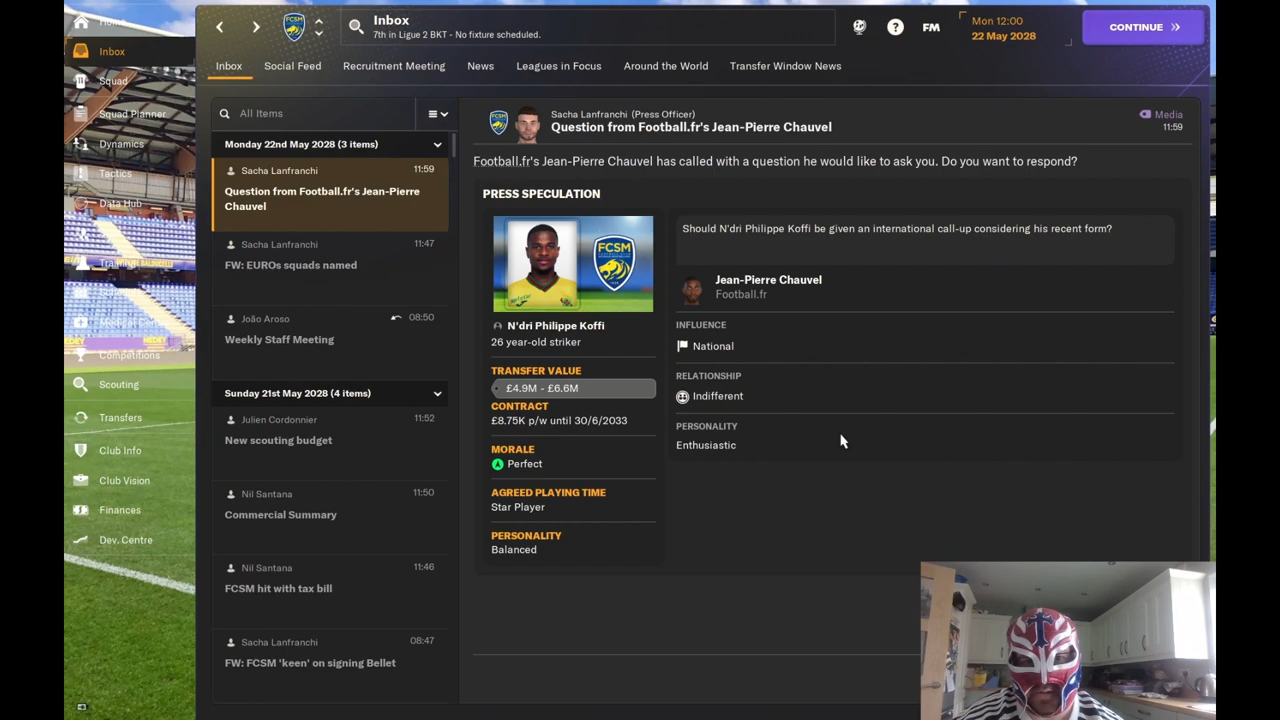 Home
Inbox
Squad
Squad Planner
Dynamics
Tactics
Data Hub
Competitions
Scouting
Transfers
Club Info
Club Vision
Finances
Dev. Centre
FCSM
Inbox
7th in Ligue 2 BKT - No fixture scheduled.
?
FM
Mon 12:00
22 May 2028
CONTINUE
Inbox
Social Feed
Recruitment Meeting
News
Leagues in Focus
Around the World
Transfer Window News
All Items
Monday 22nd May 2028 (3 items)
Sacha Lanfranchi 11:59
Question from Football.fr's Jean-Pierre
Chauvel
Sacha Lanfranchi 11:47
FW: EUROs squads named
João Aroso 08:50
Weekly Staff Meeting
Sunday 21st May 2028 (4 items)
Julien Cordonnier 11:52
New scouting budget
Nil Santana 11:50
Commercial Summary
Nil Santana 11:46
FCSM hit with tax bill
Sacha Lanfranchi 08:47
FW: FCSM 'keen' on signing Bellet
Sacha Lanfranchi (Press Officer)
Question from Football.fr's Jean-Pierre Chauvel
Media
11:59
Football.fr's Jean-Pierre Chauvel has called with a question he would like to ask you. Do you want to respond?
PRESS SPECULATION
FCSM
N'dri Philippe Koffi
26 year-old striker
TRANSFER VALUE
£4.9M - £6.6M
CONTRACT
£8.75K p/w until 30/6/2033
MORALE
Perfect
AGREED PLAYING TIME
Star Player
PERSONALITY
Balanced
Should N'dri Philippe Koffi be given an international call-up considering his recent form?
Jean-Pierre Chauvel
Football.fr
INFLUENCE
National
RELATIONSHIP
Indifferent
PERSONALITY
Enthusiastic